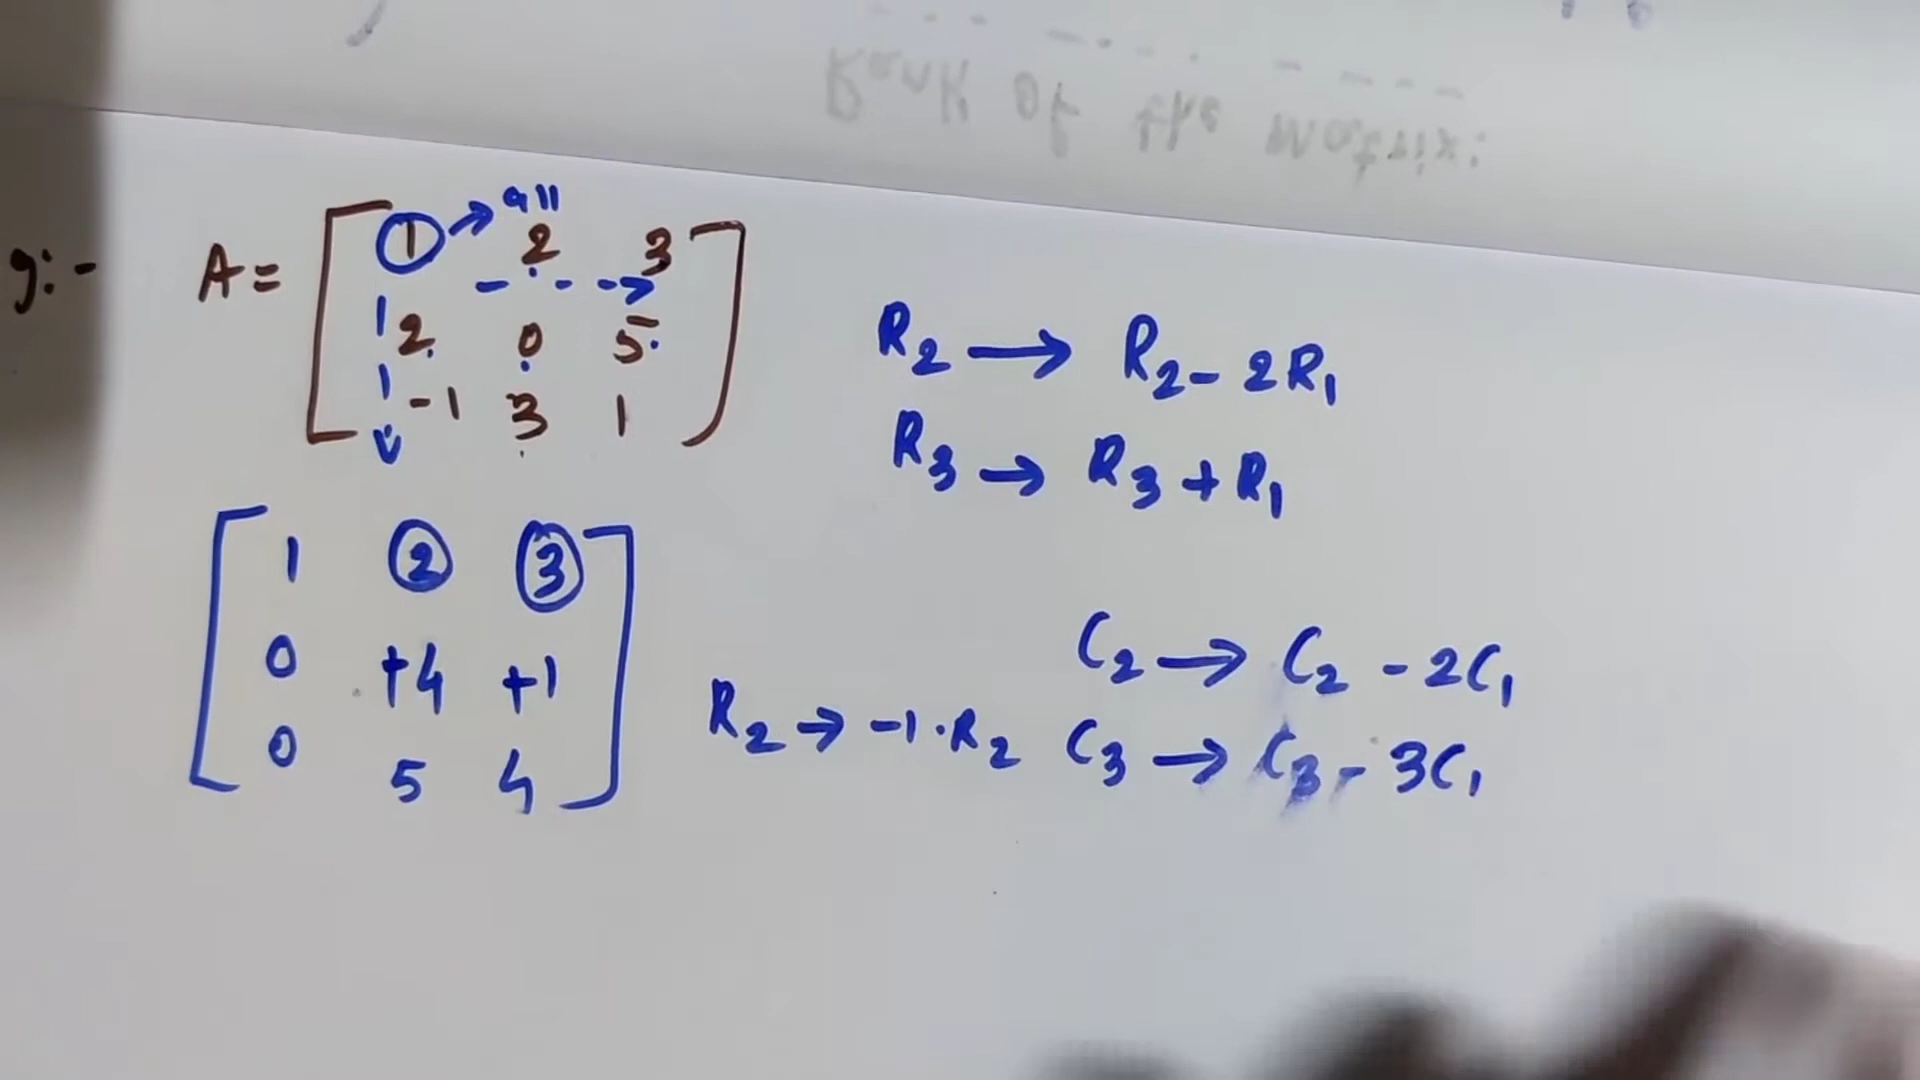 Rank of the matrix:
g:- A = [ 1 → a11 2 3
2 0 5
-1 3 1 ]
R2 → R2 - 2R1
R3 → R3 + R1
[ 1 2 3
0 +4 +1
0 5 4 ]
R2 → -1·R2
C2 → C2 - 2C1
C3 → C3 - 3C1